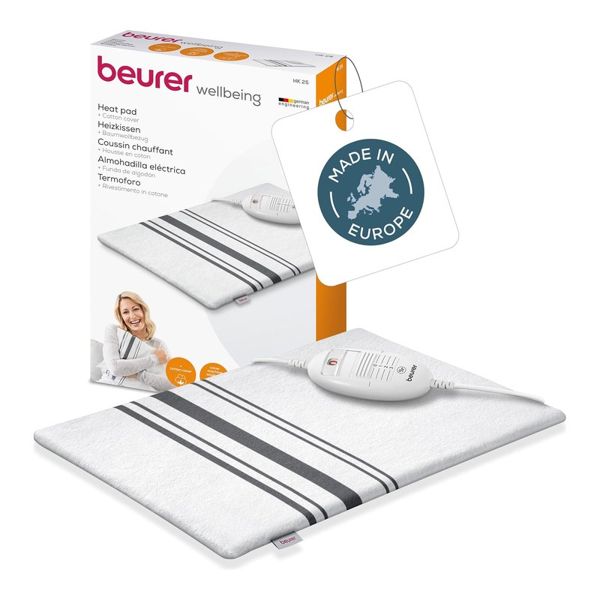 beurer wellbeing
HK 25
german
engineering
Heat pad
• Cotton cover
Heizkissen
• Baumwollbezug
Coussin chauffant
• Housse en coton
Almohadilla eléctrica
• Funda de algodón
Termoforo
• Rivestimento in cotone
MADE IN
EUROPE
beurer
beurer